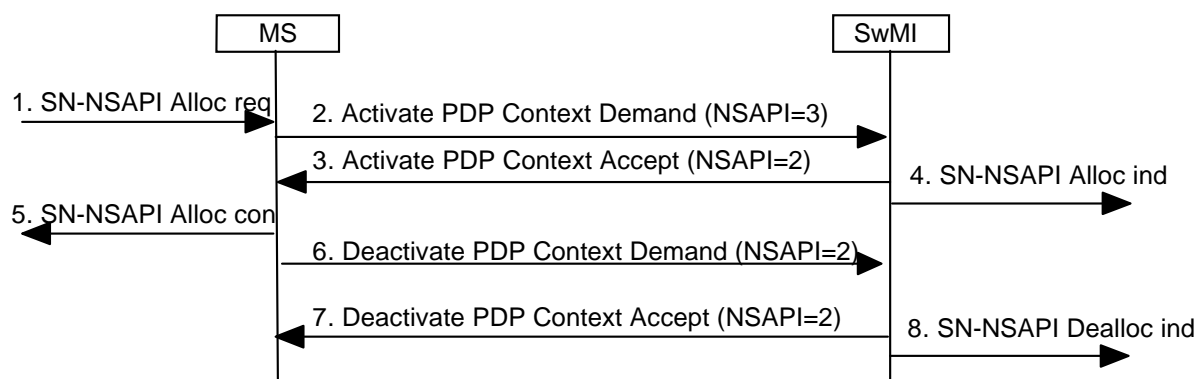 MS
SwMI
1. SN-NSAPI Alloc req
2. Activate PDP Context Demand (NSAPI=3)
3. Activate PDP Context Accept (NSAPI=2)
4. SN-NSAPI Alloc ind
5. SN-NSAPI Alloc con
6. Deactivate PDP Context Demand (NSAPI=2)
7. Deactivate PDP Context Accept (NSAPI=2)
8. SN-NSAPI Dealloc ind